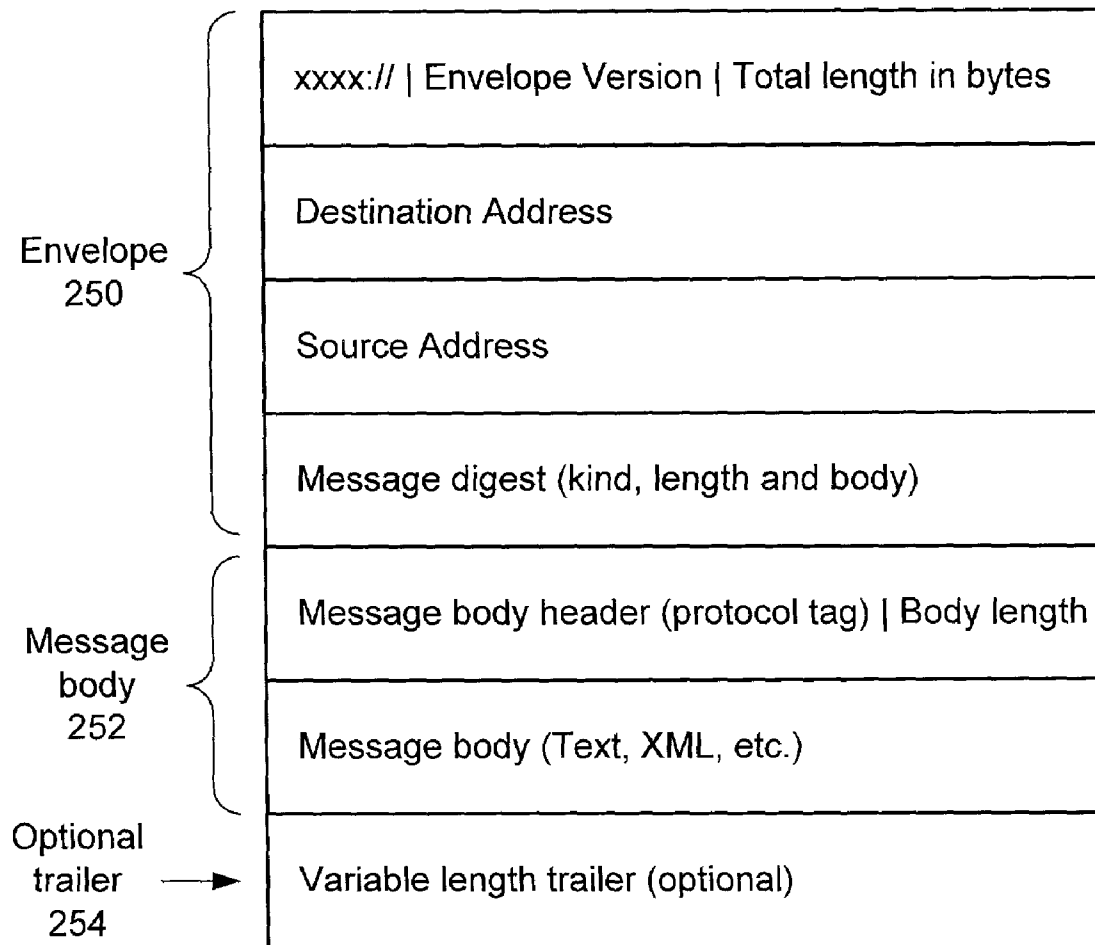 xxxx:// | Envelope Version | Total length in bytes
Destination Address
Envelope
250
Source Address
Message digest (kind, length and body)
Message body header (protocol tag) | Body length
Message
body
252
Message body (Text, XML, etc.)
Optional
trailer
254
Variable length trailer (optional)